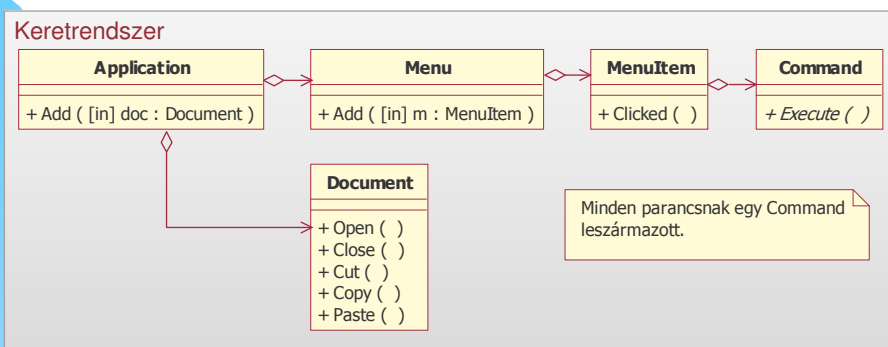 Keretrendszer
Application
+ Add ( [in] doc : Document )
Menu
+ Add ( [in] m : MenuItem )
MenuItem
+ Clicked ( )
Command
+ Execute ( )
Document
+ Open ( )
+ Close ( )
+ Cut ( )
+ Copy ( )
+ Paste ( )
Minden parancsnak egy Command
leszármazott.